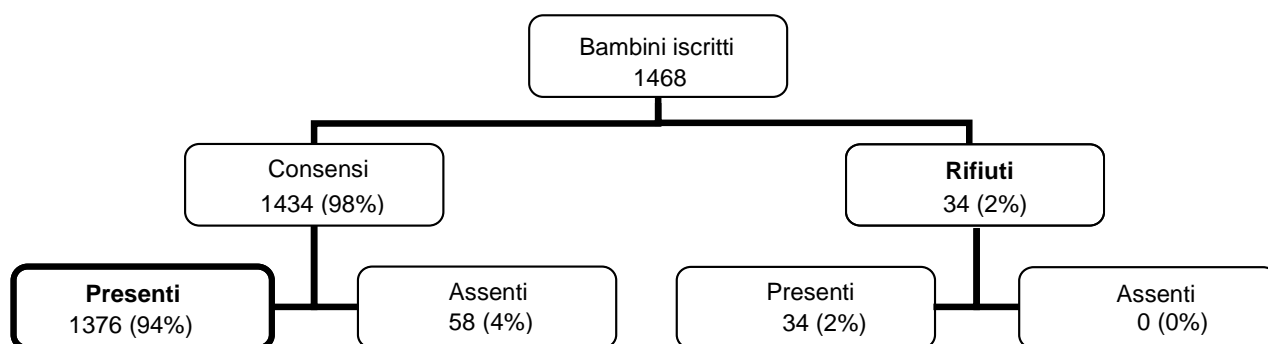 Bambini iscritti
1468
Consensi
1434 (98%)
Rifiuti
34 (2%)
Presenti
1376 (94%)
Assenti
58 (4%)
Presenti
34 (2%)
Assenti
0 (0%)